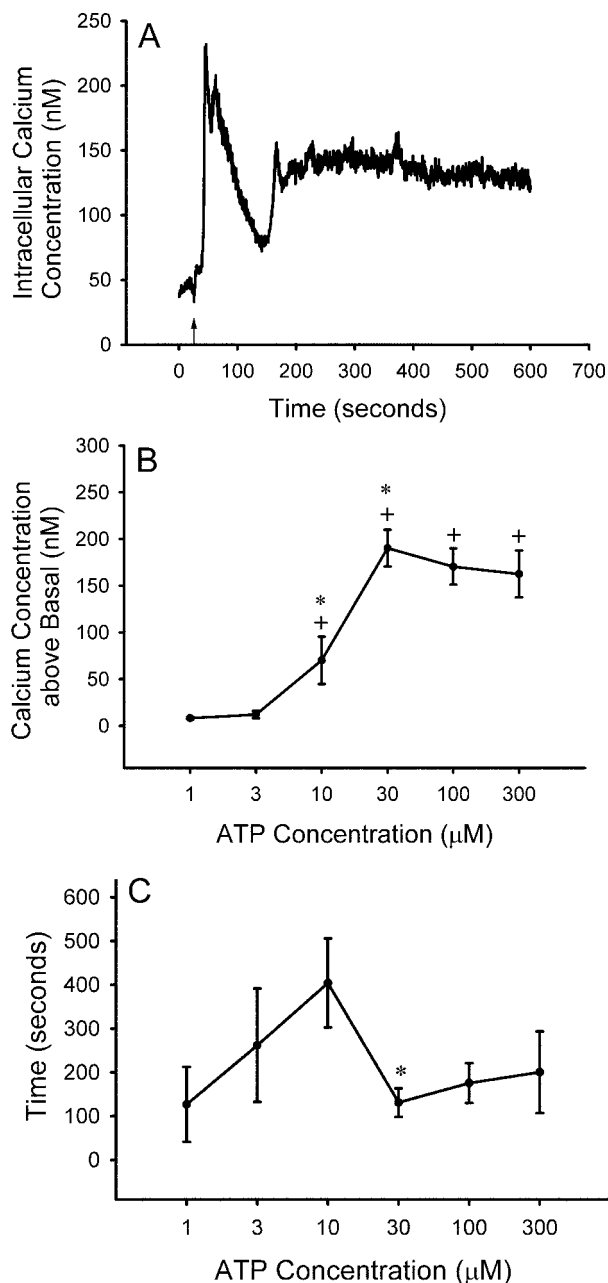 A
Intracellular Calcium
Concentration (nM)
250
200
150
100
50
0
0 100 200 300 400 500 600 700
Time (seconds)
B
Calcium Concentration
above Basal (nM)
300
250
200
150
100
50
0
*
+
*
+
+
+
1 3 10 30 100 300
ATP Concentration (μM)
C
Time (seconds)
600
500
400
300
200
100
0
*
1 3 10 30 100 300
ATP Concentration (μM)